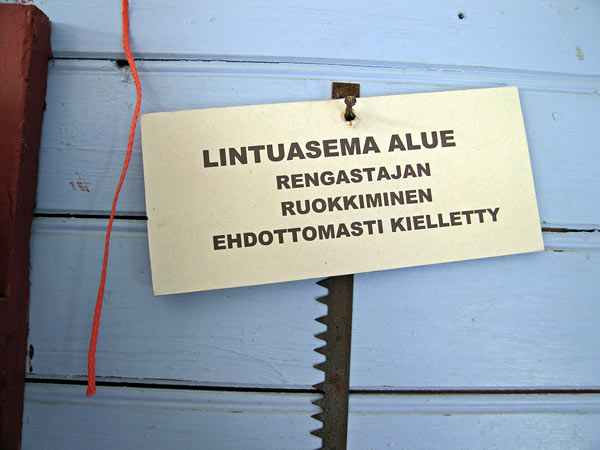 LINTUASEMA ALUE
RENGASTAJAN
RUOKKIMINEN
EHDOTTOMASTI KIELLETTY